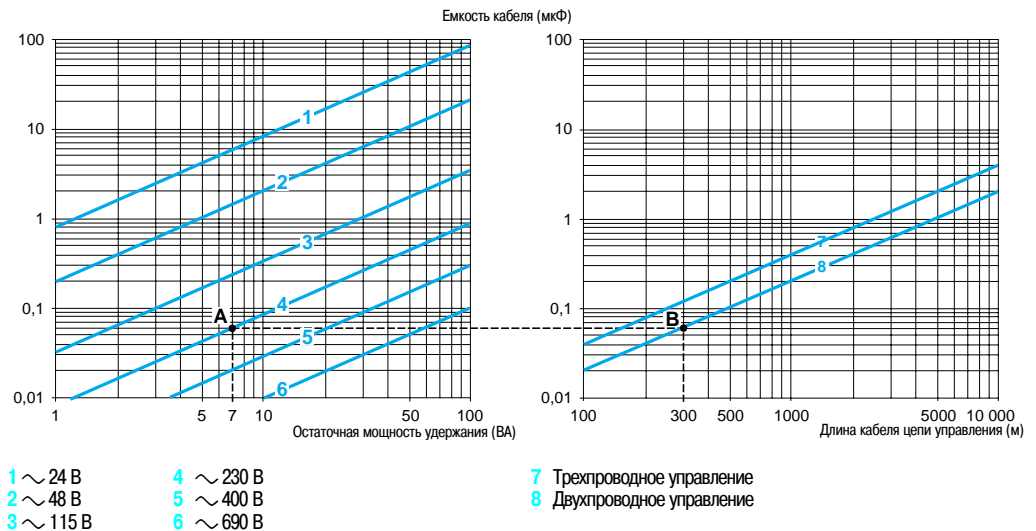 Емкость кабеля (мкФ)
100
10
1
0,1
0,01
1
2
3
4
5
6
A
1
5
7
10
50
100
Остаточная мощность удержания (ВА)
100
10
1
0,1
0,01
7
8
B
100
300
500
1000
5000
10 000
Длина кабеля цепи управления (м)
1 ~ 24 В
2 ~ 48 В
3 ~ 115 В
4 ~ 230 В
5 ~ 400 В
6 ~ 690 В
7 Трехпроводное управление
8 Двухпроводное управление